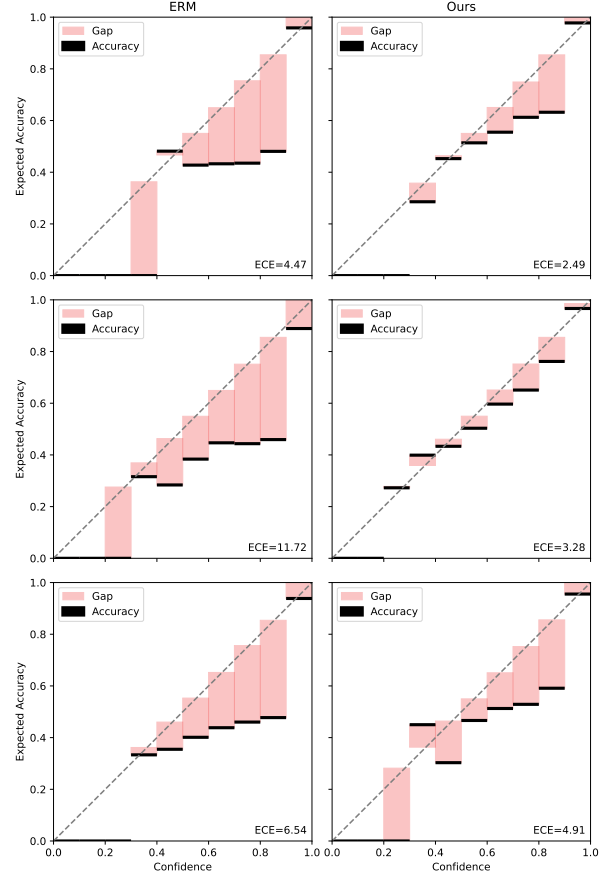 ERM
Ours
1.0
0.8
0.6
0.4
0.2
0.0
Expected Accuracy
Gap
Accuracy
ECE=4.47
Gap
Accuracy
ECE=2.49
1.0
0.8
0.6
0.4
0.2
0.0
Expected Accuracy
Gap
Accuracy
ECE=11.72
Gap
Accuracy
ECE=3.28
1.0
0.8
0.6
0.4
0.2
0.0
Expected Accuracy
Gap
Accuracy
ECE=6.54
Gap
Accuracy
ECE=4.91
0.0 0.2 0.4 0.6 0.8 1.0
0.0 0.2 0.4 0.6 0.8 1.0
Confidence
Confidence